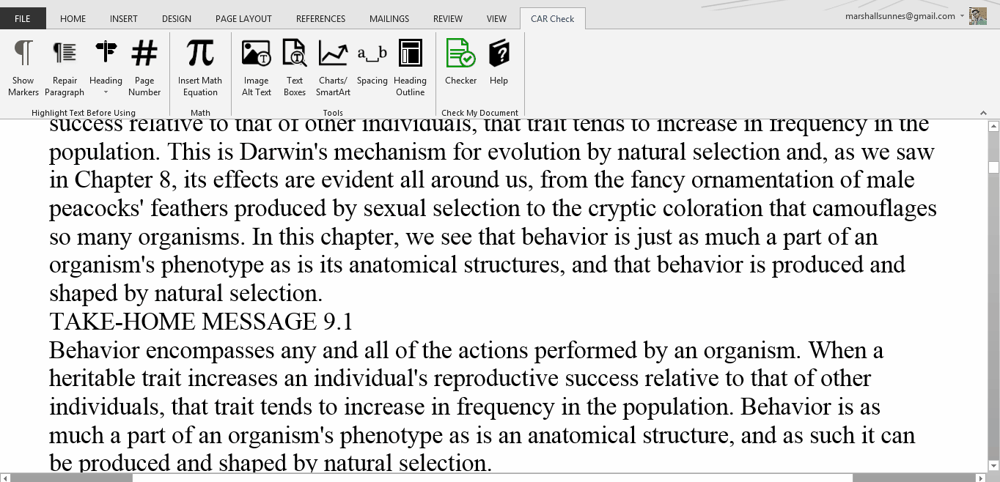 FILE HOME INSERT DESIGN PAGE LAYOUT REFERENCES MAILINGS REVIEW VIEW CAR Check marshallsunnes@gmail.com
¶ # π T T a b ?
Show Markers Repair Paragraph Heading Page Number Insert Math Equation Image Alt Text Text Boxes Charts/ SmartArt Spacing Heading Outline Checker Help
Highlight Text Before Using Math Tools Check My Document
success relative to that of other individuals, that trait tends to increase in frequency in the
population. This is Darwin's mechanism for evolution by natural selection and, as we saw
in Chapter 8, its effects are evident all around us, from the fancy ornamentation of male
peacocks' feathers produced by sexual selection to the cryptic coloration that camouflages
so many organisms. In this chapter, we see that behavior is just as much a part of an
organism's phenotype as is its anatomical structures, and that behavior is produced and
shaped by natural selection.
TAKE-HOME MESSAGE 9.1
Behavior encompasses any and all of the actions performed by an organism. When a
heritable trait increases an individual's reproductive success relative to that of other
individuals, that trait tends to increase in frequency in the population. Behavior is as
much a part of an organism's phenotype as is an anatomical structure, and as such it can
be produced and shaped by natural selection.